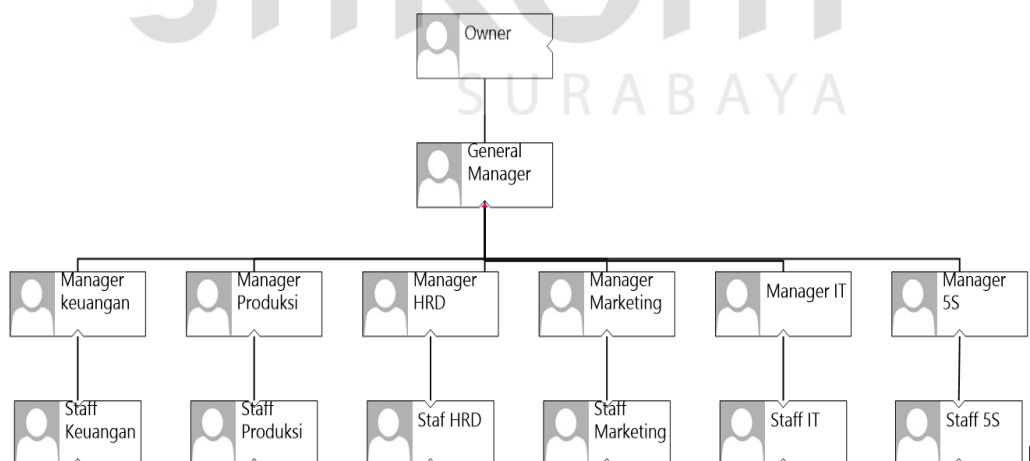 Owner
SURABAYA
General
Manager
Manager
keuangan
Manager
Produksi
Manager
HRD
Manager
Marketing
Manager IT
Manager
5S
Staff
Keuangan
Staff
Produksi
Staf HRD
Staff
Marketing
Staff IT
Staff 5S